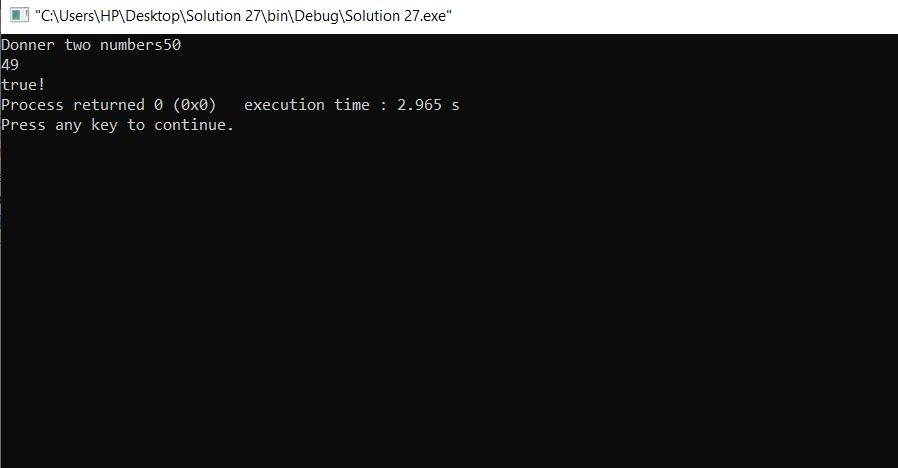 "C:\Users\HP\Desktop\Solution 27\bin\Debug\Solution 27.exe"
Donner two numbers50
49
true!
Process returned 0 (0x0)   execution time : 2.965 s
Press any key to continue.